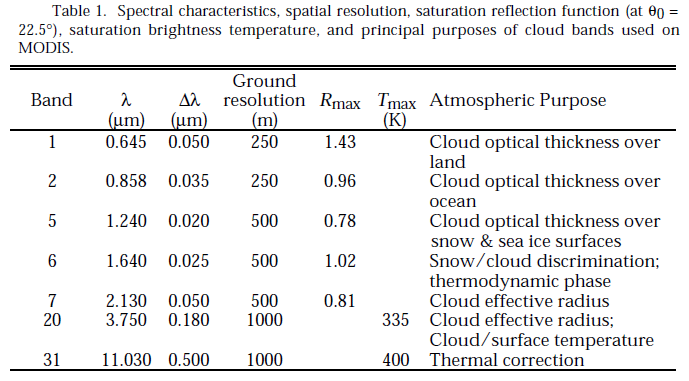 Table 1. Spectral characteristics, spatial resolution, saturation reflection function (at θ0 =
22.5°), saturation brightness temperature, and principal purposes of cloud bands used on
MODIS.
Ground
Band λ Δλ resolution Rmax Tmax Atmospheric Purpose
(μm) (μm) (m) (K)
1 0.645 0.050 250 1.43 Cloud optical thickness over
land
2 0.858 0.035 250 0.96 Cloud optical thickness over
ocean
5 1.240 0.020 500 0.78 Cloud optical thickness over
snow & sea ice surfaces
6 1.640 0.025 500 1.02 Snow/cloud discrimination;
thermodynamic phase
7 2.130 0.050 500 0.81 Cloud effective radius
20 3.750 0.180 1000 335 Cloud effective radius;
Cloud/surface temperature
31 11.030 0.500 1000 400 Thermal correction